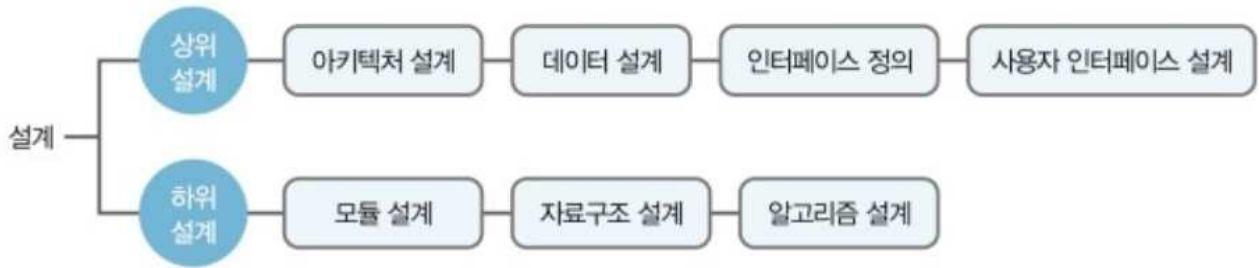 상위
설계
아키텍처 설계
데이터 설계
인터페이스 정의
사용자 인터페이스 설계
설계
하위
설계
모듈 설계
자료구조 설계
알고리즘 설계